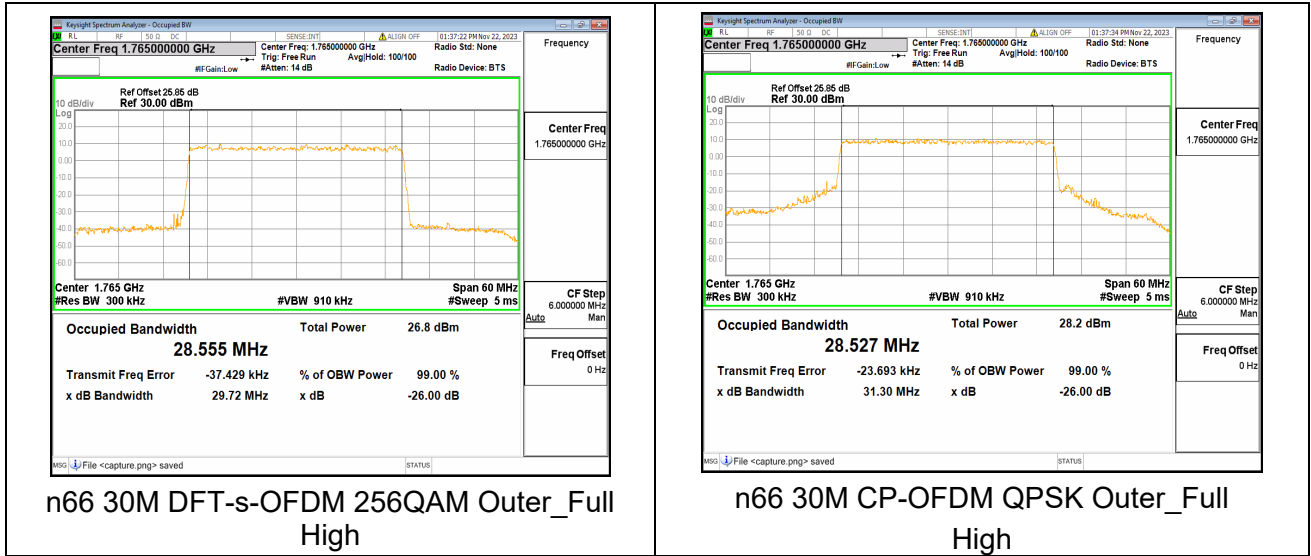 Keysight Spectrum Analyzer - Occupied BW
RL RF 50 Ω DC SENSE:INT ALIGN OFF 01:37:22 PM Nov 22, 2023
Center Freq 1.765000000 GHz
Center Freq: 1.765000000 GHz
Radio Std: None
Trig: Free Run
Avg|Hold: 100/100
#IFGain:Low
#Atten: 14 dB
Radio Device: BTS
Frequency
Ref Offset 25.85 dB
10 dB/div Ref 30.00 dBm
Log
20.0
10.0
0.00
-10.0
-20.0
-30.0
-40.0
-50.0
-60.0
Center Freq
1.765000000 GHz
Center 1.765 GHz
Span 60 MHz
#Res BW 300 kHz
#VBW 910 kHz
#Sweep 5 ms
CF Step
6.000000 MHz
Auto Man
Occupied Bandwidth
Total Power 26.8 dBm
28.555 MHz
Freq Offset
0 Hz
Transmit Freq Error -37.429 kHz % of OBW Power 99.00 %
x dB Bandwidth 29.72 MHz x dB -26.00 dB
MSG File <capture.png> saved STATUS
n66 30M DFT-s-OFDM 256QAM Outer_Full
High
Keysight Spectrum Analyzer - Occupied BW
RL RF 50 Ω DC SENSE:INT ALIGN OFF 01:37:34 PM Nov 22, 2023
Center Freq 1.765000000 GHz
Center Freq: 1.765000000 GHz
Radio Std: None
Trig: Free Run
Avg|Hold: 100/100
#IFGain:Low
#Atten: 14 dB
Radio Device: BTS
Frequency
Ref Offset 25.85 dB
10 dB/div Ref 30.00 dBm
Log
20.0
10.0
0.00
-10.0
-20.0
-30.0
-40.0
-50.0
-60.0
Center Freq
1.765000000 GHz
Center 1.765 GHz
Span 60 MHz
#Res BW 300 kHz
#VBW 910 kHz
#Sweep 5 ms
CF Step
6.000000 MHz
Auto Man
Occupied Bandwidth
Total Power 28.2 dBm
28.527 MHz
Freq Offset
0 Hz
Transmit Freq Error -23.693 kHz % of OBW Power 99.00 %
x dB Bandwidth 31.30 MHz x dB -26.00 dB
MSG File <capture.png> saved STATUS
n66 30M CP-OFDM QPSK Outer_Full
High